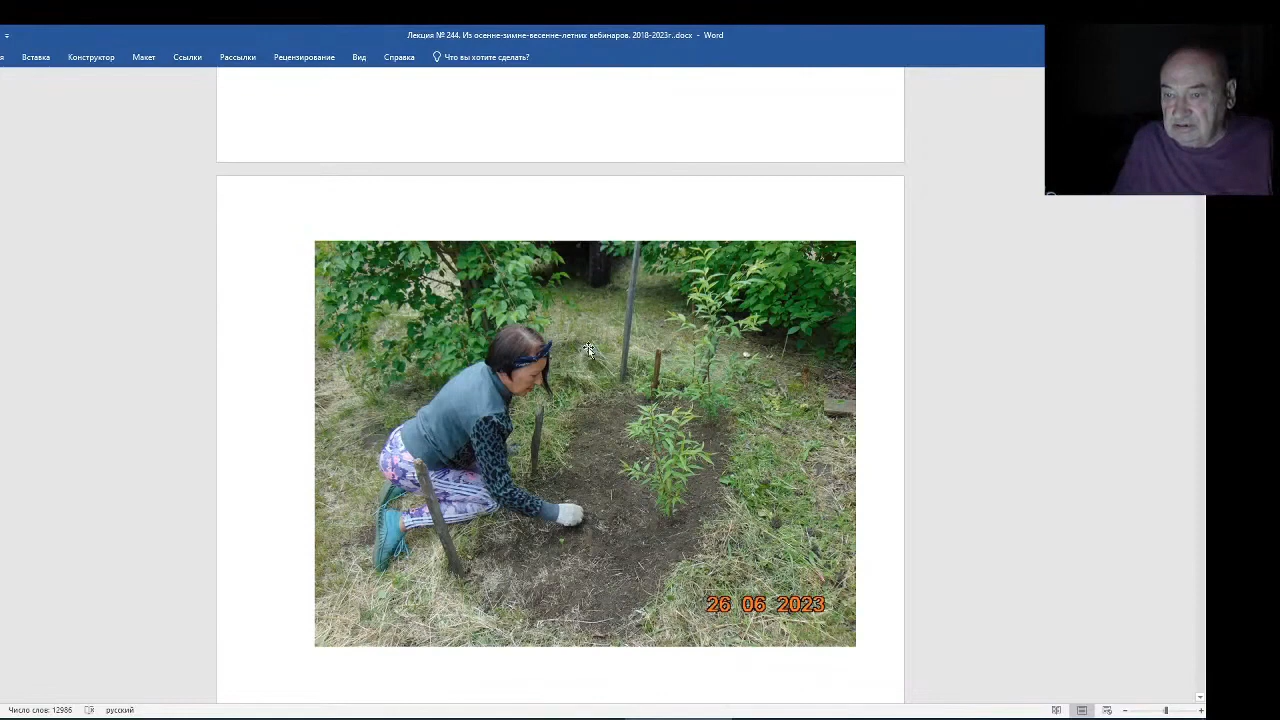 Лекция № 244. Из осенне-зимне-весенне-летних вебинаров. 2018-2023г..docx - Word
я Вставка Конструктор Макет Ссылки Рассылки Рецензирование Вид Справка Что вы хотите сделать?
26 06 2023
Число слов: 12986 русский